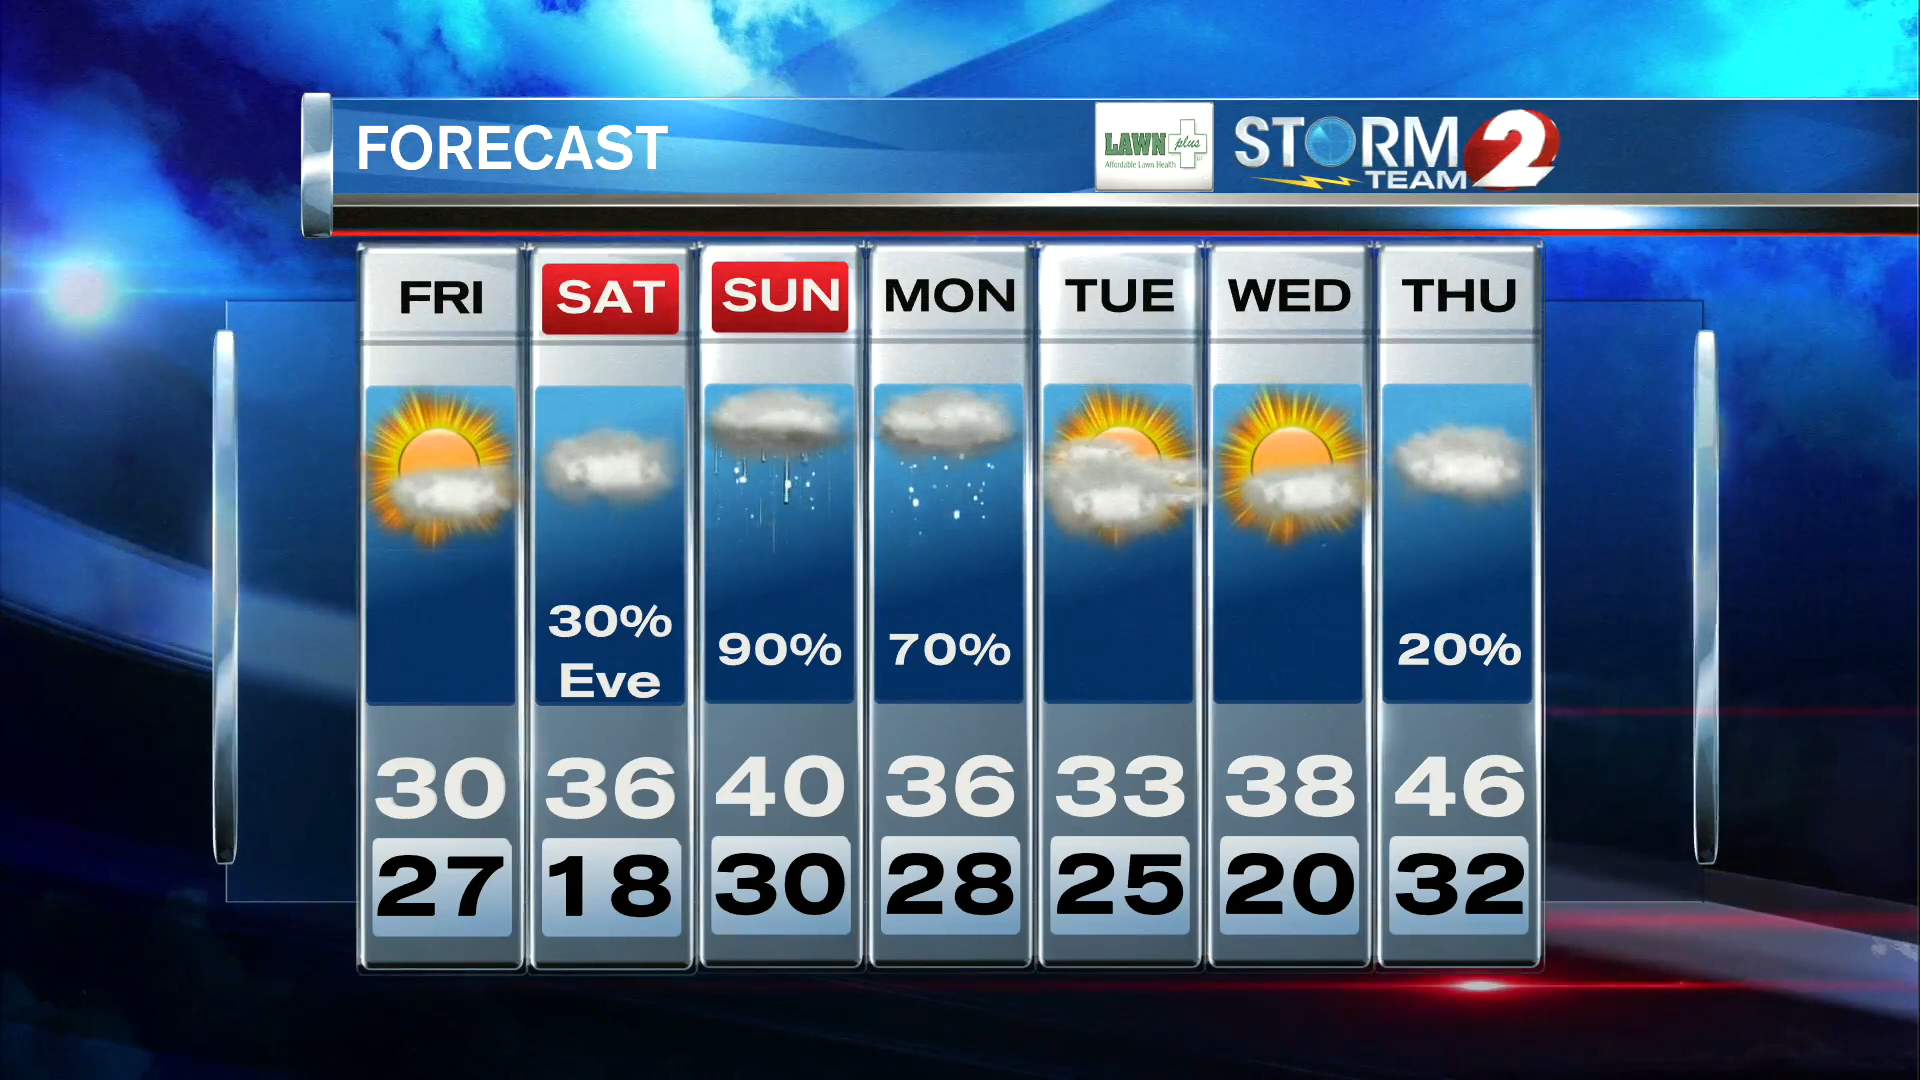 FORECAST
LAWN plus
Affordable Lawn Health
STORM
TEAM 2
FRI SAT SUN MON TUE WED THU
30% Eve 90% 70% 20%
30 36 40 36 33 38 46
27 18 30 28 25 20 32